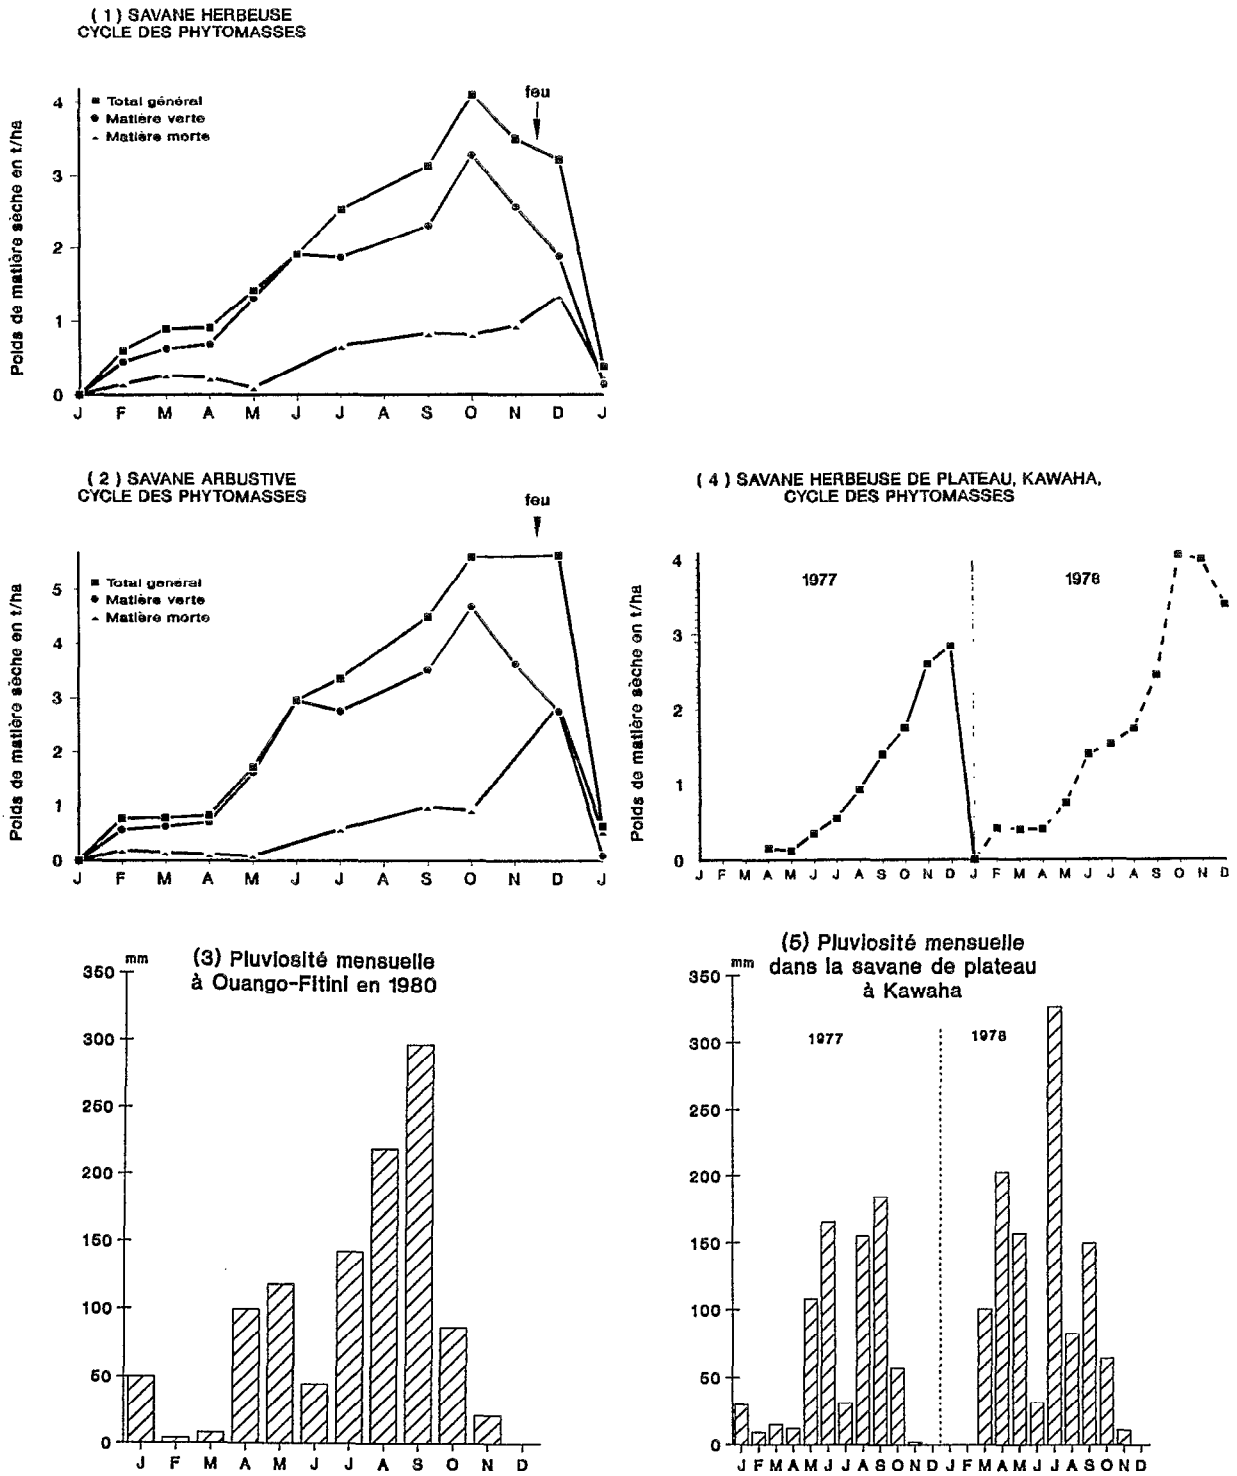 ( 1 ) SAVANE HERBEUSE
CYCLE DES PHYTOMASSES
Poids de matière sèche en t/ha
feu
Total général
Matière verte
Matière morte
4
3
2
1
0
J F M A M J J A S O N D J
( 2 ) SAVANE ARBUSTIVE
CYCLE DES PHYTOMASSES
Poids de matière sèche en t/ha
feu
Total général
Matière verte
Matière morte
5
4
3
2
1
0
J F M A M J J A S O N D J
( 4 ) SAVANE HERBEUSE DE PLATEAU, KAWAHA,
CYCLE DES PHYTOMASSES
Poids de matière sèche en t/ha
1977 1978
4
3
2
1
0
J F M A M J J A S O N D J F M A M J J A S O N D
(3) Pluviosité mensuelle
à Ouango-Fitini en 1980
mm
350
300
250
200
150
100
50
0
J F M A M J J A S O N D
(5) Pluviosité mensuelle
dans la savane de plateau
à Kawaha
mm
1977 1978
350
300
250
200
150
100
50
0
J F M A M J J A S O N D J F M A M J J A S O N D